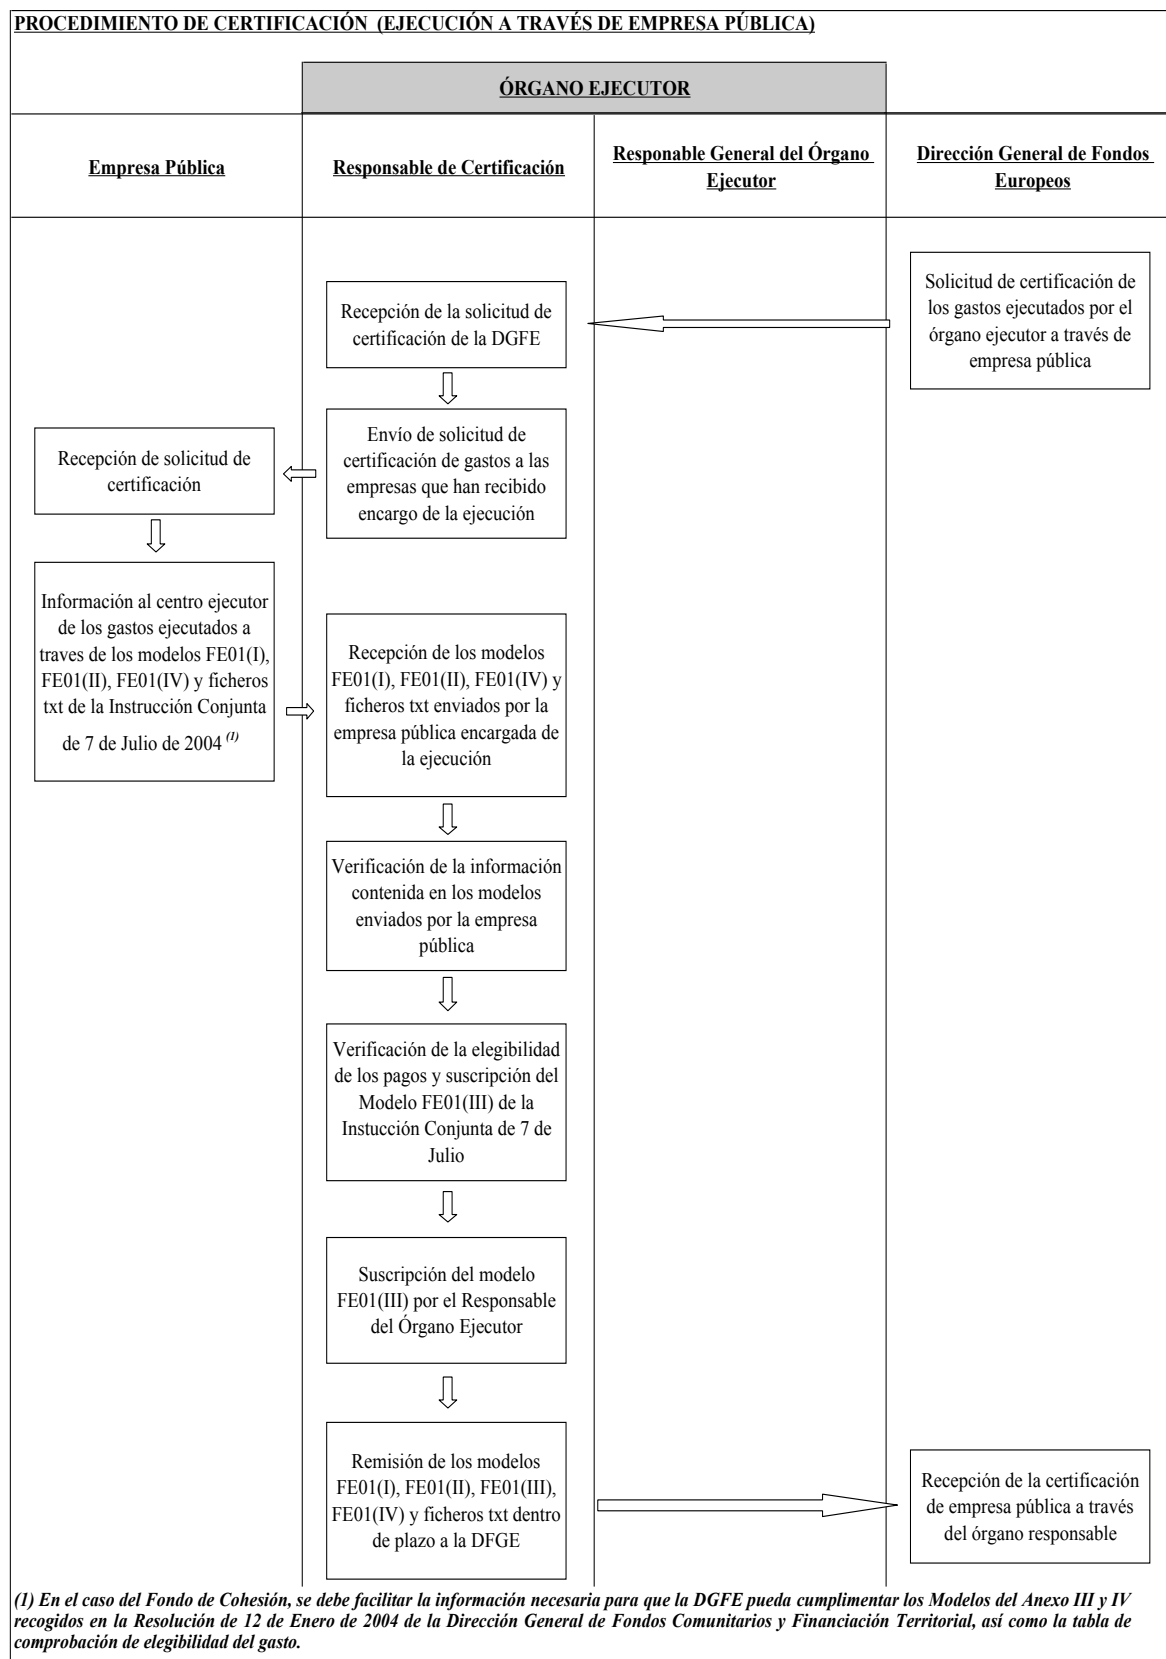 PROCEDIMIENTO DE CERTIFICACIÓN (EJECUCIÓN A TRAVÉS DE EMPRESA PÚBLICA)
ÓRGANO EJECUTOR
Empresa Pública
Responsable de Certificación
Responable General del Órgano
Ejecutor
Dirección General de Fondos
Europeos
Solicitud de certificación de
los gastos ejecutados por el
órgano ejecutor a través de
empresa pública
Recepción de la solicitud de
certificación de la DGFE
Envío de solicitud de
certificación de gastos a las
empresas que han recibido
encargo de la ejecución
Recepción de solicitud de
certificación
Información al centro ejecutor
de los gastos ejecutados a
traves de los modelos FE01(I),
FE01(II), FE01(IV) y ficheros
txt de la Instrucción Conjunta
de 7 de Julio de 2004 (1)
Recepción de los modelos
FE01(I), FE01(II), FE01(IV) y
ficheros txt enviados por la
empresa pública encargada de
la ejecución
Verificación de la información
contenida en los modelos
enviados por la empresa
pública
Verificación de la elegibilidad
de los pagos y suscripción del
Modelo FE01(III) de la
Instucción Conjunta de 7 de
Julio
Suscripción del modelo
FE01(III) por el Responsable
del Órgano Ejecutor
Remisión de los modelos
FE01(I), FE01(II), FE01(III),
FE01(IV) y ficheros txt dentro
de plazo a la DFGE
Recepción de la certificación
de empresa pública a través
del órgano responsable
(1) En el caso del Fondo de Cohesión, se debe facilitar la información necesaria para que la DGFE pueda cumplimentar los Modelos del Anexo III y IV
recogidos en la Resolución de 12 de Enero de 2004 de la Dirección General de Fondos Comunitarios y Financiación Territorial, así como la tabla de
comprobación de elegibilidad del gasto.